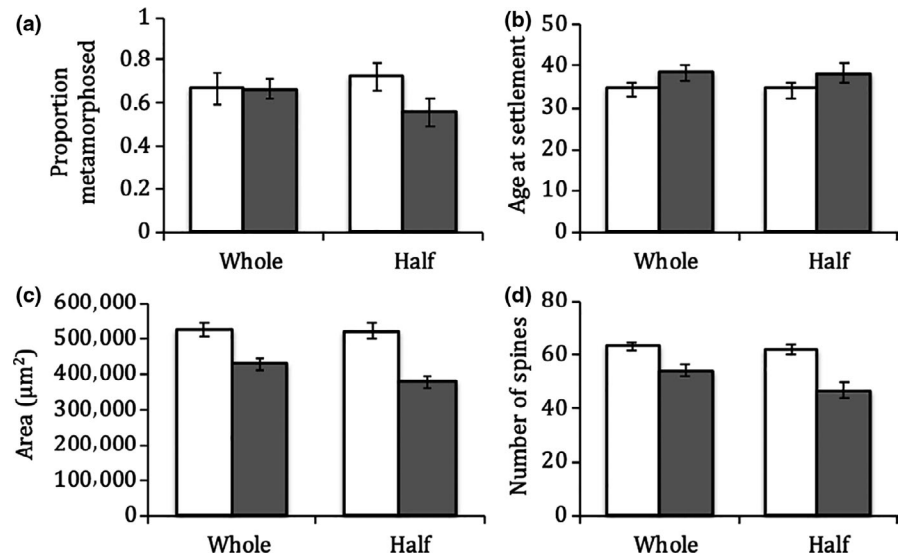 (a)
Proportion
metamorphosed
1
0.8
0.6
0.4
0.2
0
Whole Half
(b)
Age at settlement
50
40
30
20
10
0
Whole Half
(c)
Area (µm²)
600,000
500,000
400,000
300,000
200,000
100,000
0
Whole Half
(d)
Number of spines
80
60
40
20
0
Whole Half